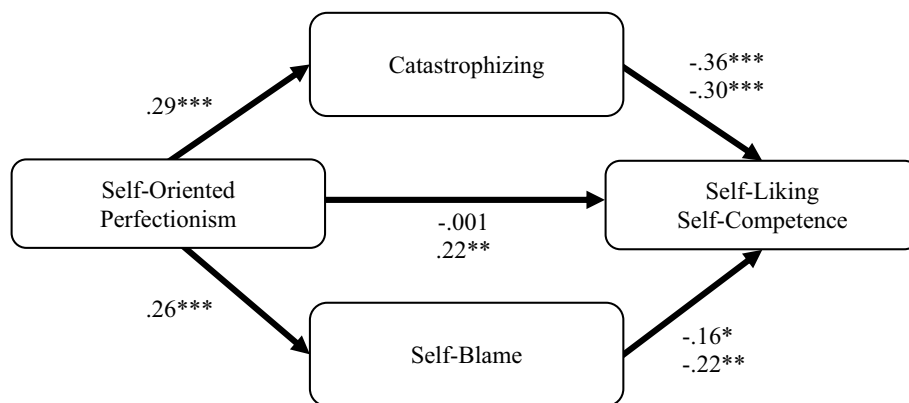 Catastrophizing
-.36***
-.30***
.29***
Self-Oriented
Perfectionism
Self-Liking
Self-Competence
-.001
.22**
.26***
Self-Blame
-.16*
-.22**